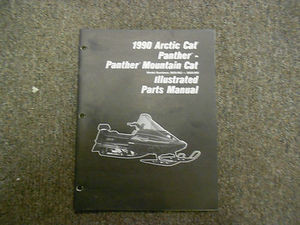 1990 Arctic Cat
Panther -
Panther Mountain Cat
Illustrated
Parts Manual